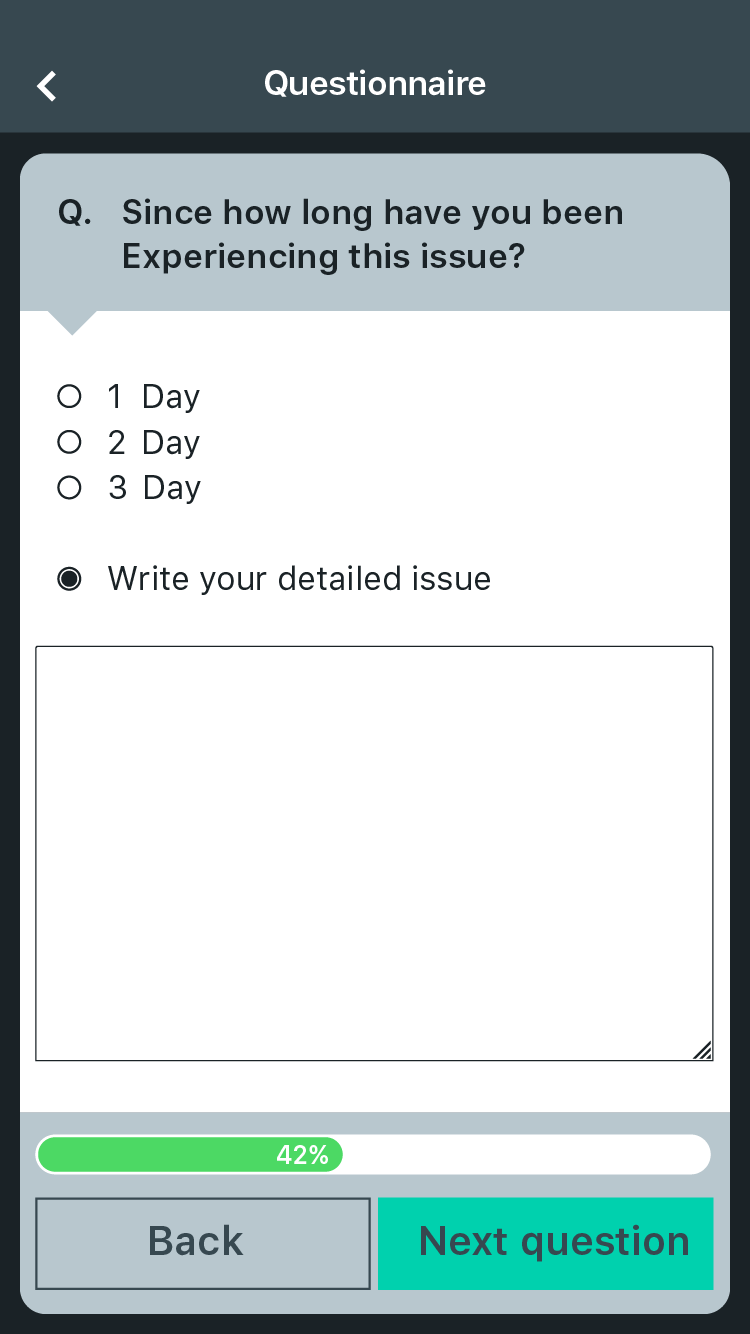 Questionnaire
Q. Since how long have you been
Experiencing this issue?
1 Day
2 Day
3 Day
Write your detailed issue
42%
Back
Next question